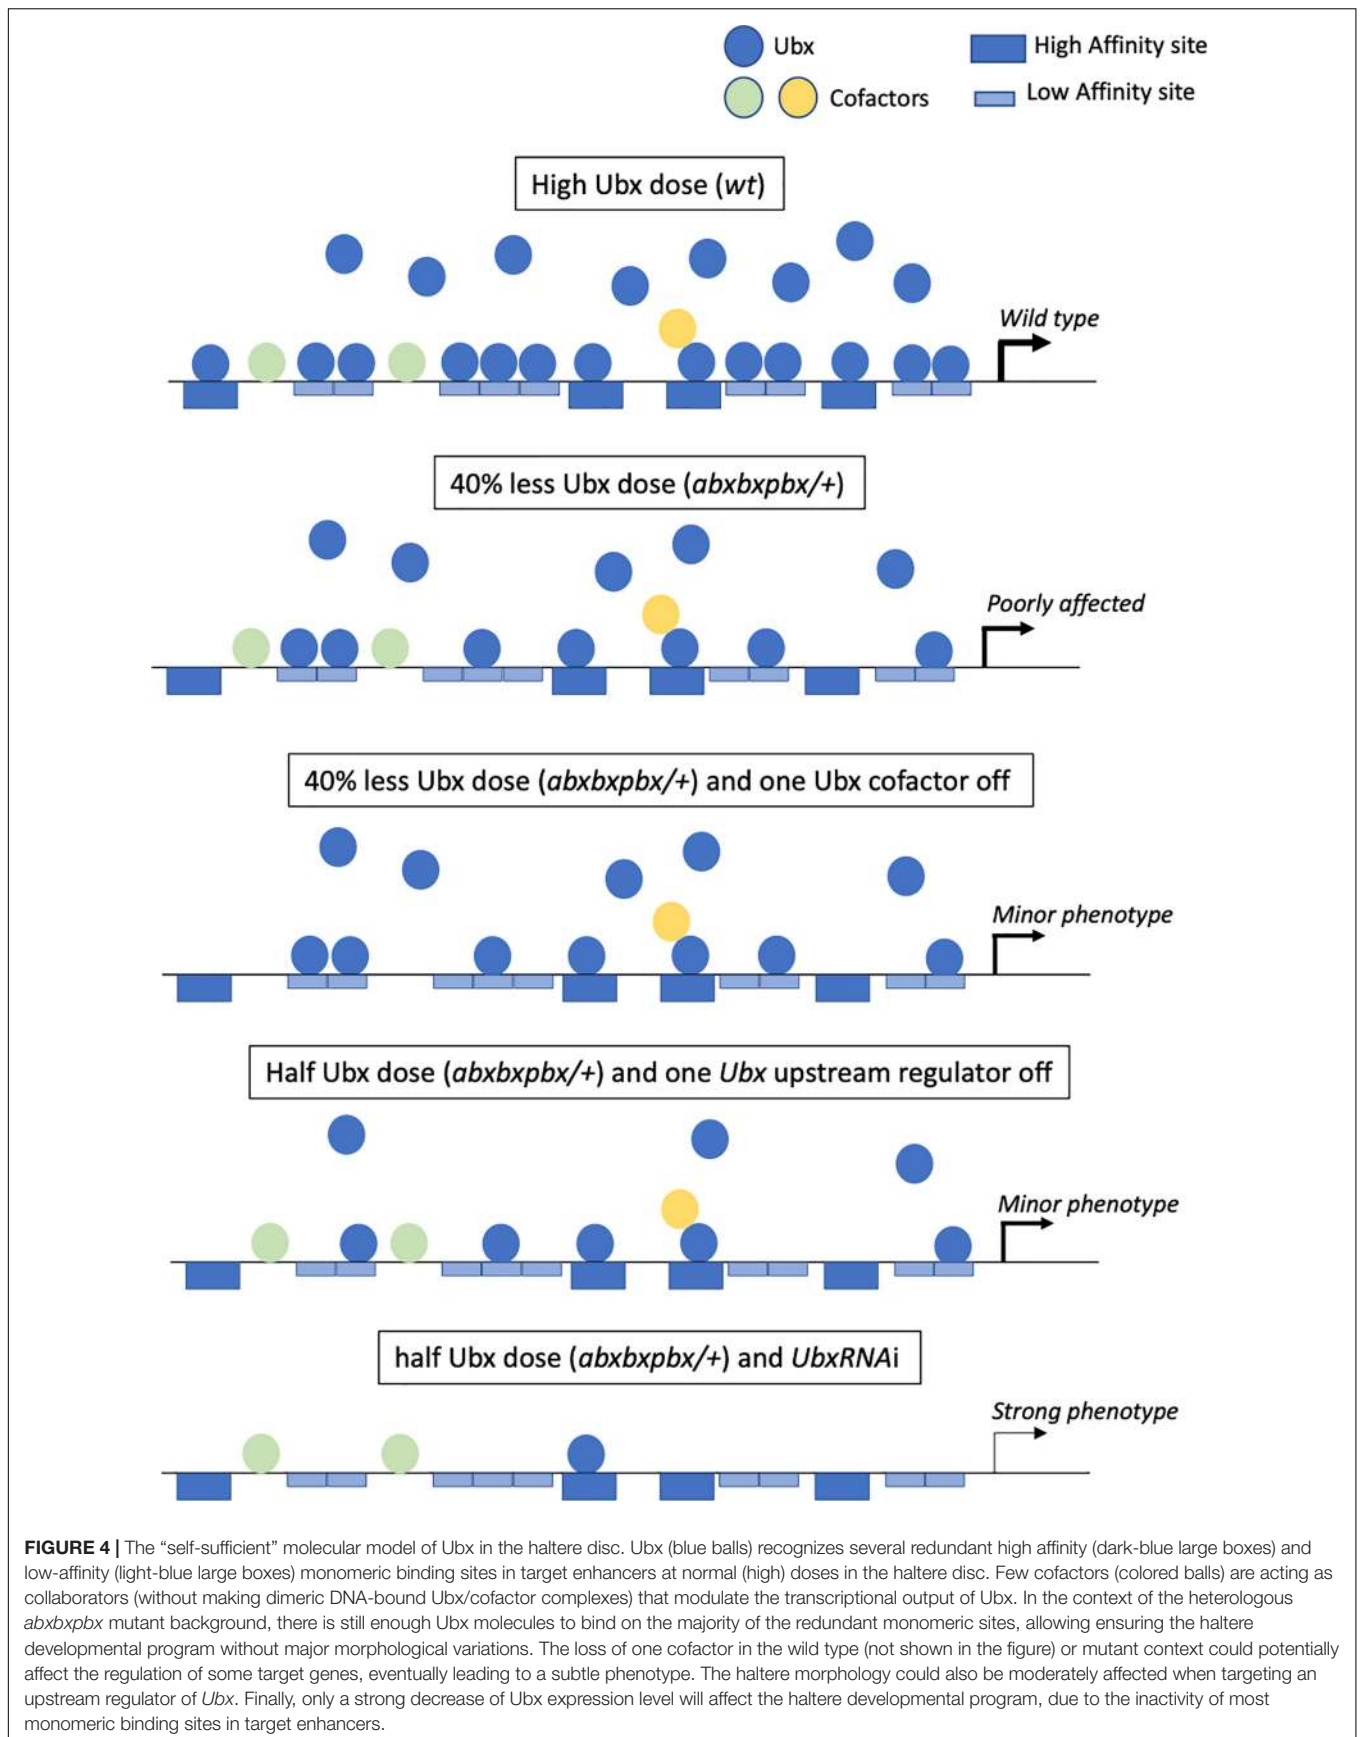 Ubx
High Affinity site
Cofactors
Low Affinity site
High Ubx dose (wt)
Wild type
40% less Ubx dose (abxbxpbx/+)
Poorly affected
40% less Ubx dose (abxbxpbx/+) and one Ubx cofactor off
Minor phenotype
Half Ubx dose (abxbxpbx/+) and one Ubx upstream regulator off
Minor phenotype
half Ubx dose (abxbxpbx/+) and UbxRNAi
Strong phenotype
FIGURE 4 | The “self-sufficient” molecular model of Ubx in the haltere disc. Ubx (blue balls) recognizes several redundant high affinity (dark-blue large boxes) and
low-affinity (light-blue large boxes) monomeric binding sites in target enhancers at normal (high) doses in the haltere disc. Few cofactors (colored balls) are acting as
collaborators (without making dimeric DNA-bound Ubx/cofactor complexes) that modulate the transcriptional output of Ubx. In the context of the heterologous
abxbxpbx mutant background, there is still enough Ubx molecules to bind on the majority of the redundant monomeric sites, allowing ensuring the haltere
developmental program without major morphological variations. The loss of one cofactor in the wild type (not shown in the figure) or mutant context could potentially
affect the regulation of some target genes, eventually leading to a subtle phenotype. The haltere morphology could also be moderately affected when targeting an
upstream regulator of Ubx. Finally, only a strong decrease of Ubx expression level will affect the haltere developmental program, due to the inactivity of most
monomeric binding sites in target enhancers.